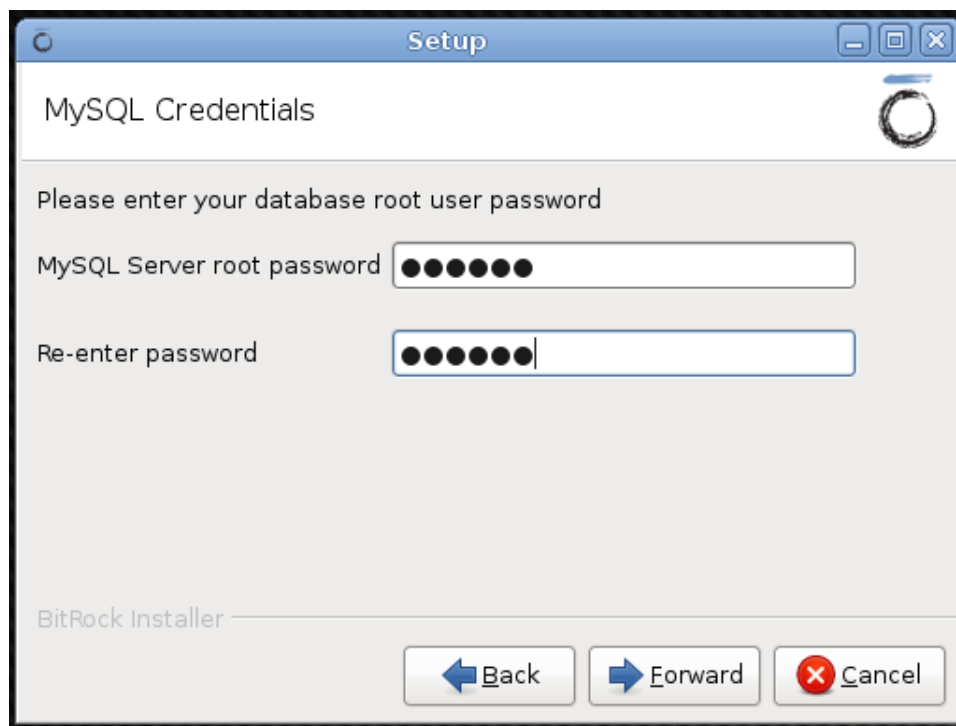 Setup
MySQL Credentials
Please enter your database root user password
MySQL Server root password ●●●●●●
Re-enter password ●●●●●●
BitRock Installer
Back Forward Cancel